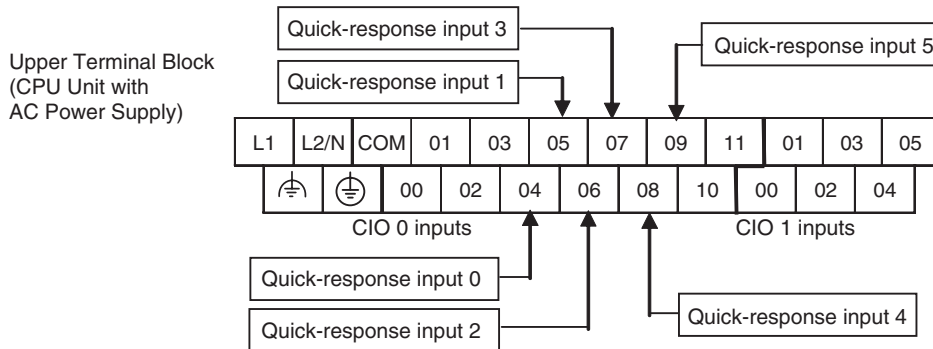 Quick-response input 3
Quick-response input 5
Upper Terminal Block
(CPU Unit with
AC Power Supply)
Quick-response input 1
L1 L2/N COM 01 03 05 07 09 11 01 03 05
00 02 04 06 08 10 00 02 04
CIO 0 inputs CIO 1 inputs
Quick-response input 0
Quick-response input 2
Quick-response input 4